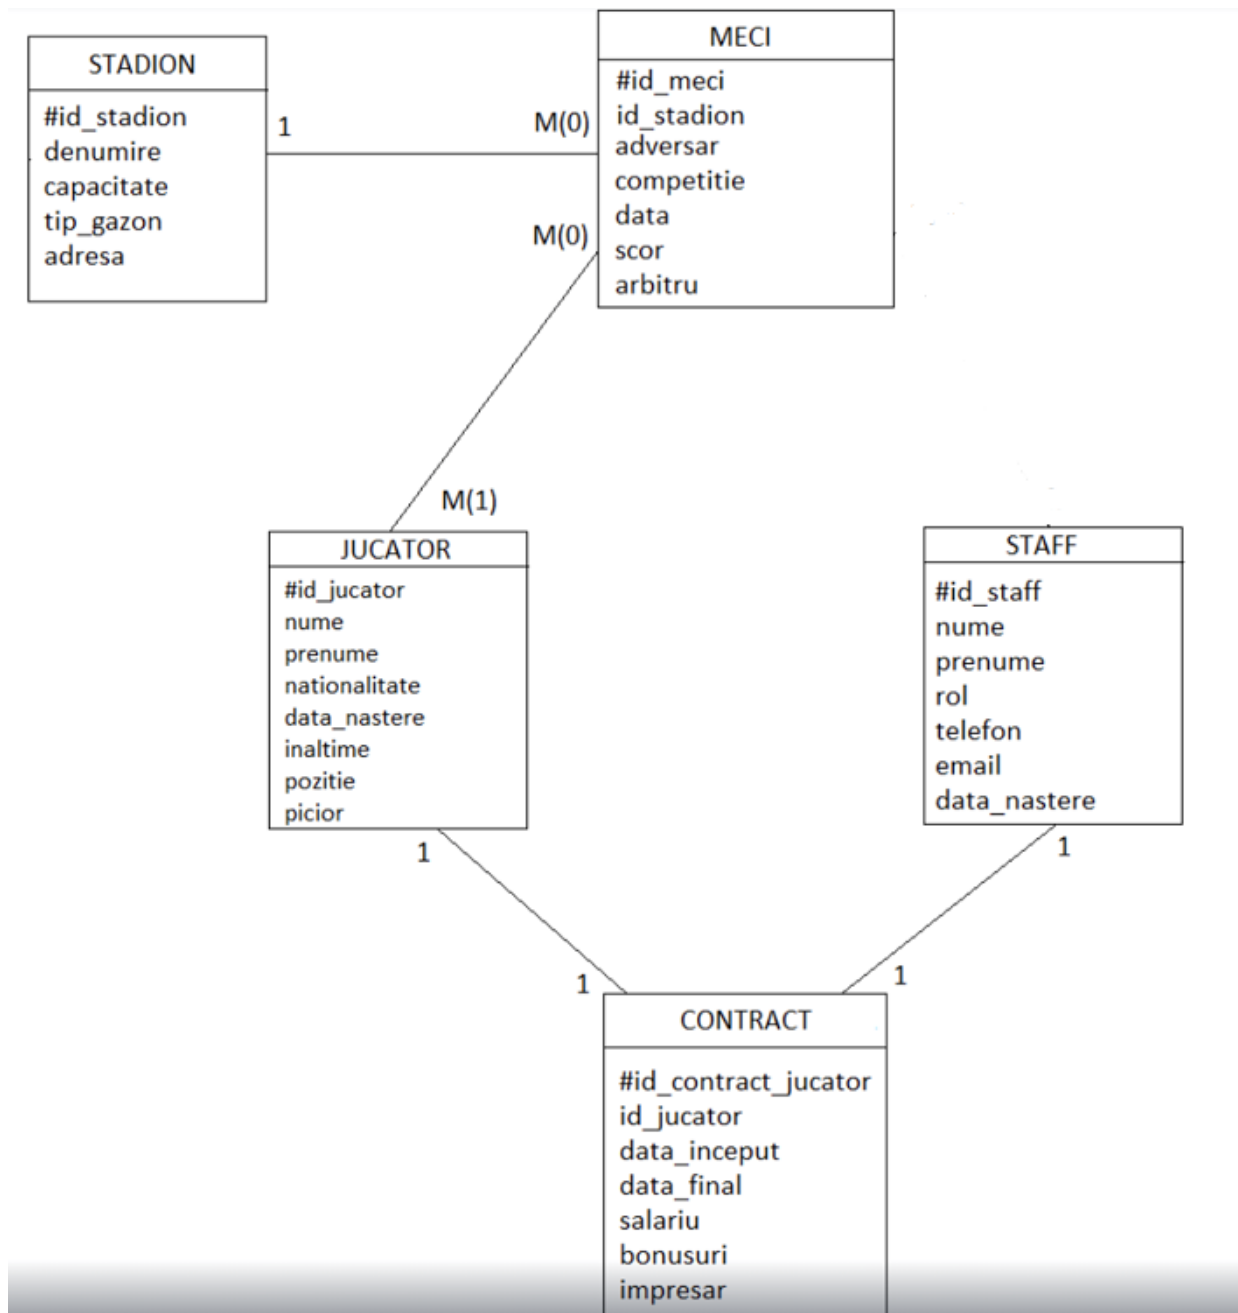 STADION
#id_stadion
denumire
capacitate
tip_gazon
adresa
1
M(0)
MECI
#id_meci
id_stadion
adversar
competitie
data
scor
arbitru
M(0)
M(1)
JUCATOR
#id_jucator
nume
prenume
nationalitate
data_nastere
inaltime
pozitie
picior
1
STAFF
#id_staff
nume
prenume
rol
telefon
email
data_nastere
1
1
1
CONTRACT
#id_contract_jucator
id_jucator
data_inceput
data_final
salariu
bonusuri
impresar